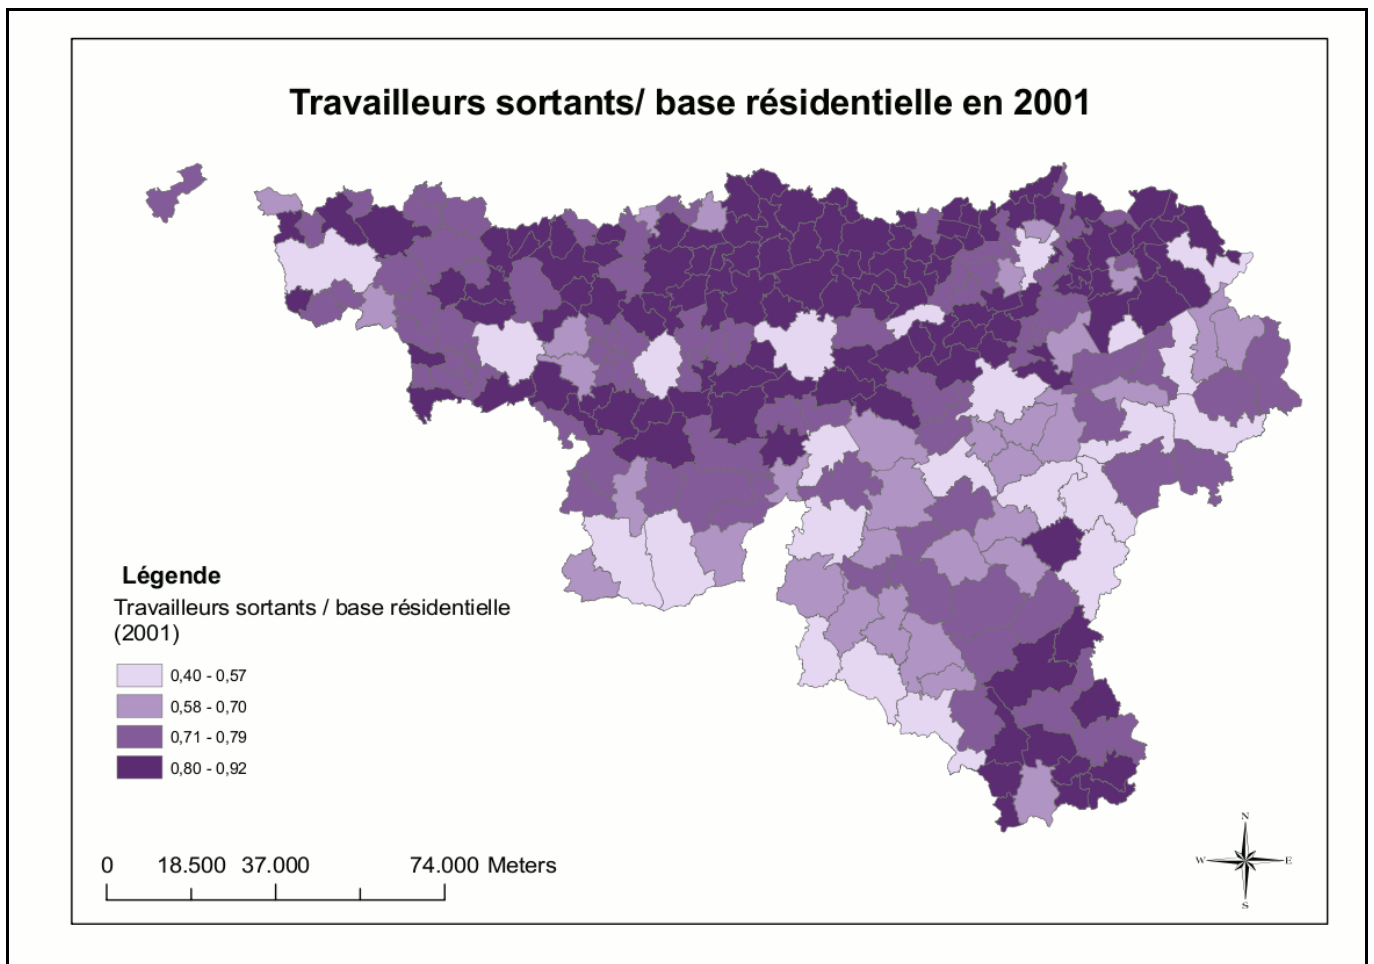 Travailleurs sortants/ base résidentielle en 2001
Légende
Travailleurs sortants / base résidentielle
(2001)
0,40 - 0,57
0,58 - 0,70
0,71 - 0,79
0,80 - 0,92
0 18.500 37.000 74.000 Meters
N
W E
S